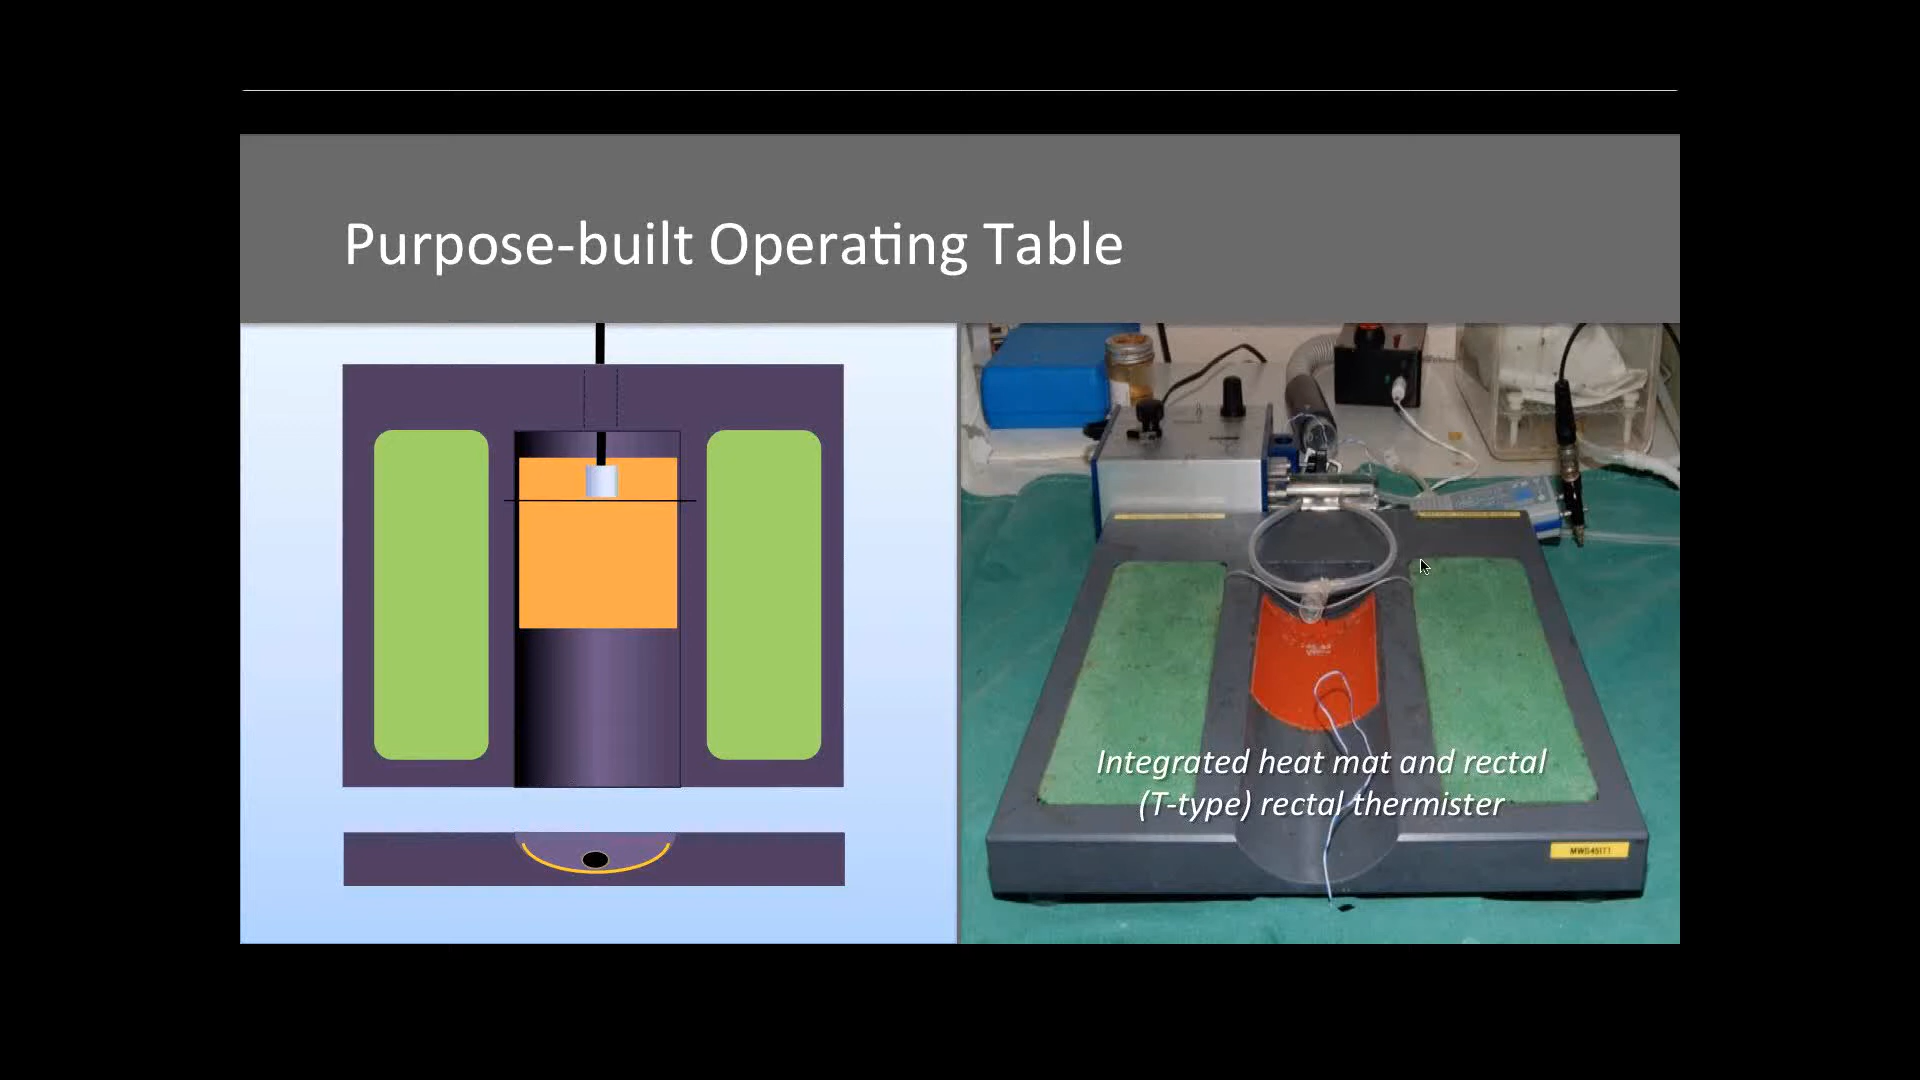 Purpose-built Operating Table
Integrated heat mat and rectal
(T-type) rectal thermister